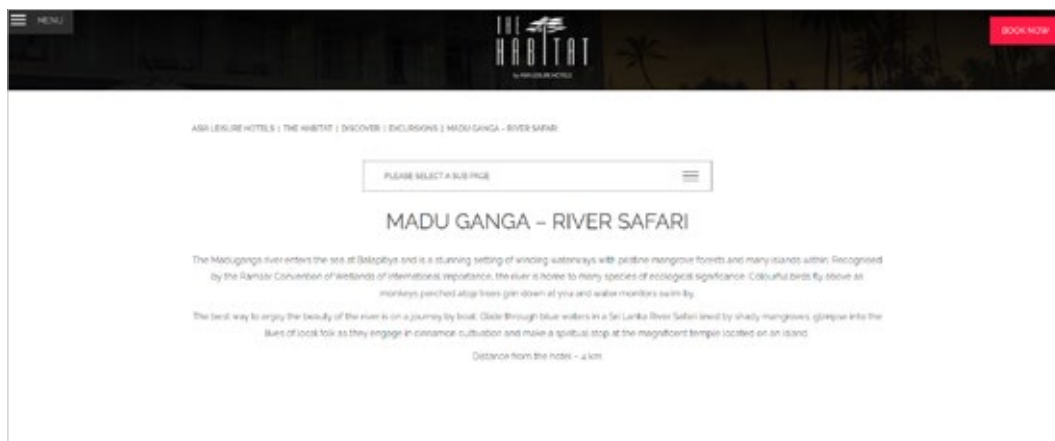 MENU
THE
HABITAT
by ASIA LEISURE HOTELS
BOOK NOW
ASIA LEISURE HOTELS | THE HABITAT | DISCOVER | EXCURSIONS | MADU GANGA – RIVER SAFARI
PLEASE SELECT A SUB PAGE
MADU GANGA – RIVER SAFARI
The Maduganga river enters the sea at Balapitiya and is a stunning setting of winding waterways with pristine mangrove forests and many islands within. Recognised
by the Ramsar Convention of Wetlands of International importance, the river is home to many species of ecological significance. Colourful birds fly above as
monkeys perched atop trees grin down at you and water monitors swim by.
The best way to enjoy the beauty of the river is on a journey by boat. Glide through blue waters in a Sri Lanka River Safari lined by shady mangroves, glimpse into the
lives of local folk as they engage in cinnamon cultivation and make a spiritual stop at the magnificent temple located on an island.
Distance from the hotel – 4 km